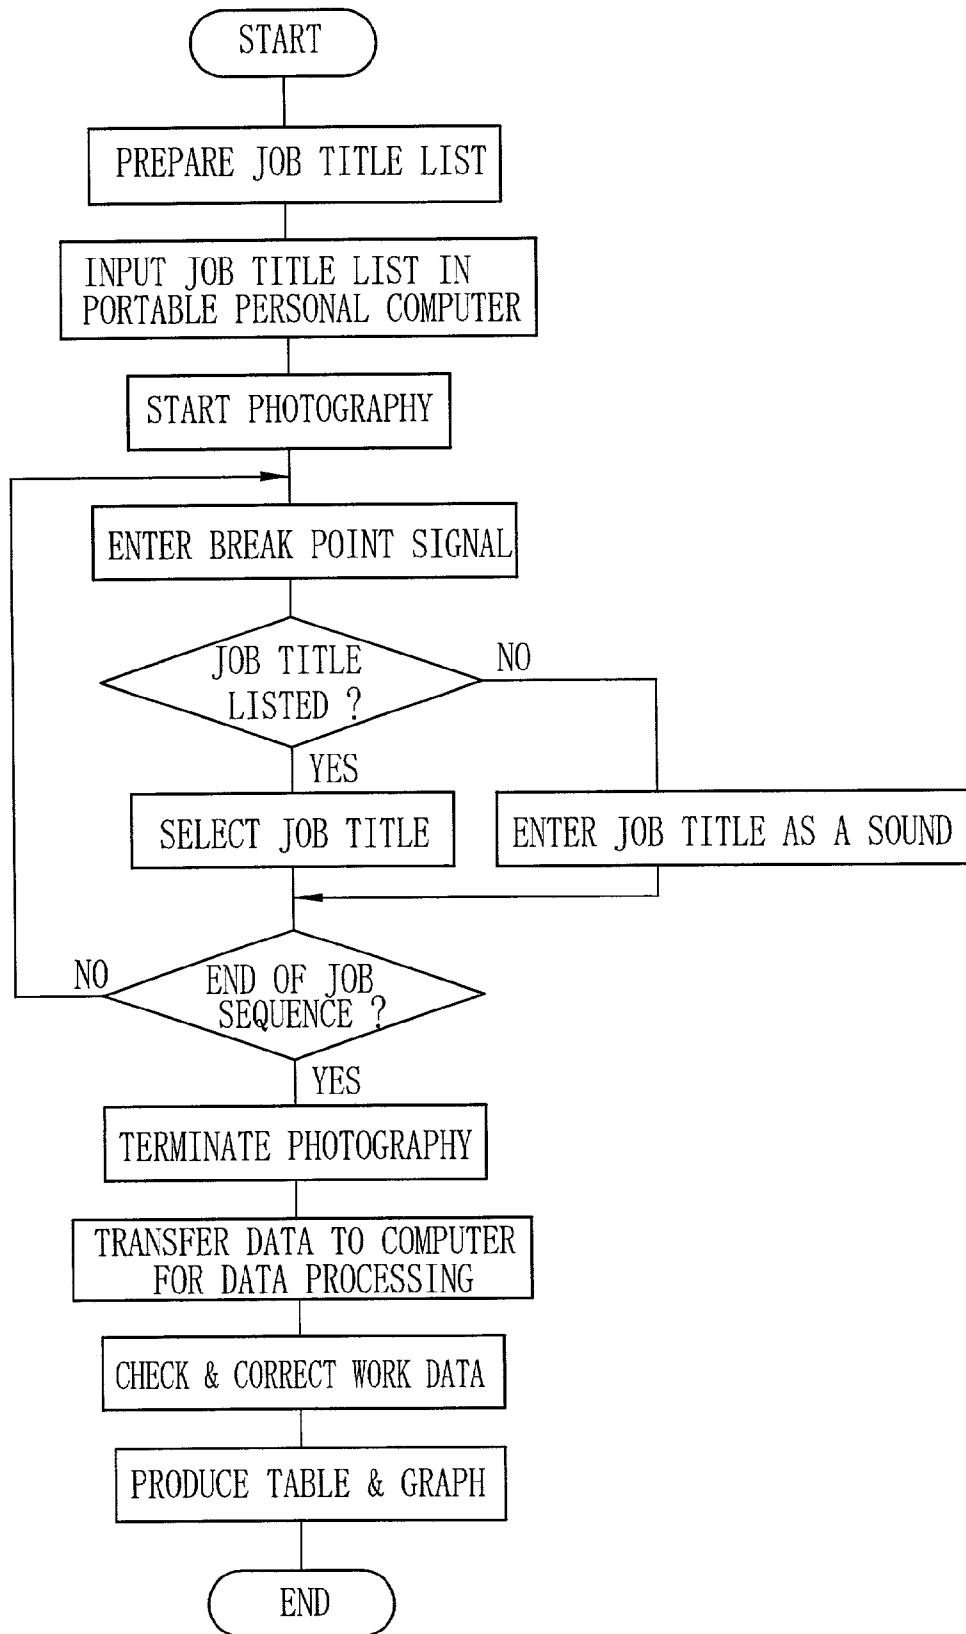 START
PREPARE JOB TITLE LIST
INPUT JOB TITLE LIST IN
PORTABLE PERSONAL COMPUTER
START PHOTOGRAPHY
ENTER BREAK POINT SIGNAL
JOB TITLE
LISTED ?
NO
YES
SELECT JOB TITLE
ENTER JOB TITLE AS A SOUND
END OF JOB
SEQUENCE ?
NO
YES
TERMINATE PHOTOGRAPHY
TRANSFER DATA TO COMPUTER
FOR DATA PROCESSING
CHECK & CORRECT WORK DATA
PRODUCE TABLE & GRAPH
END